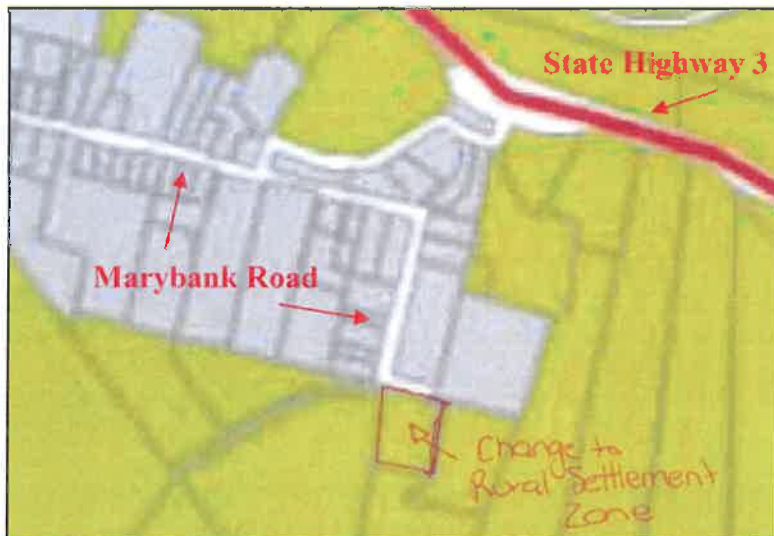 State Highway 3
Marybank Road
Change to
Rural Settlement
Zone